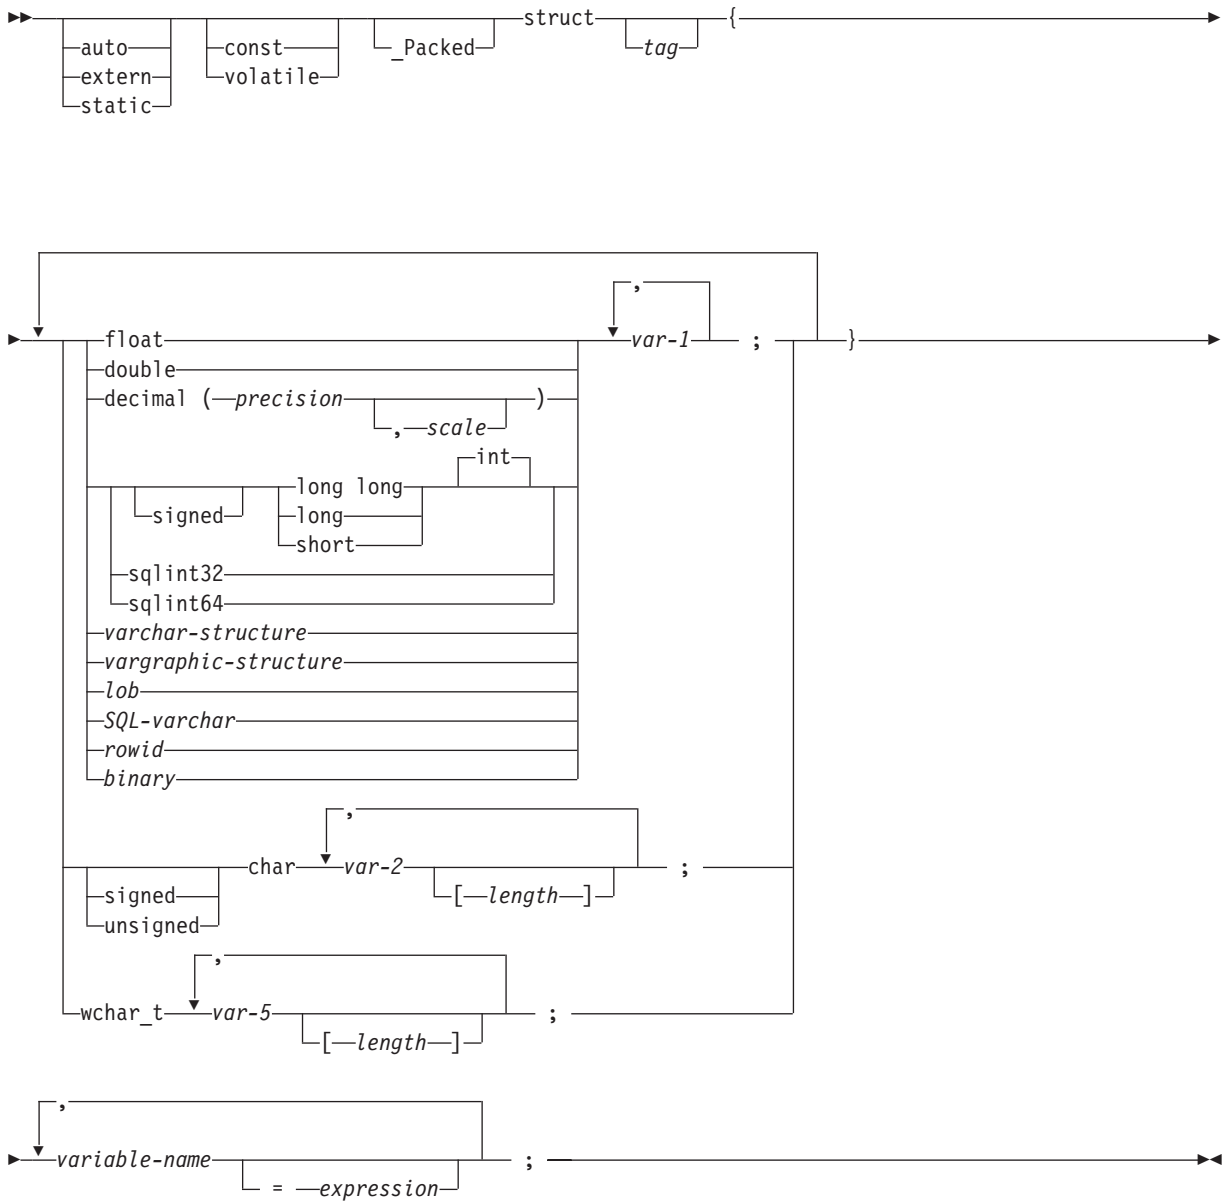 struct {
auto const _Packed tag
extern volatile
static
,
float var-1 ;
}
double
decimal ( precision )
, scale
int
long long
signed long
short
sqlint32
sqlint64
varchar-structure
vargraphic-structure
lob
SQL-varchar
rowid
binary
,
char var-2 ;
signed [ length ]
unsigned
,
wchar_t var-5 ;
[ length ]
,
variable-name ;
= expression